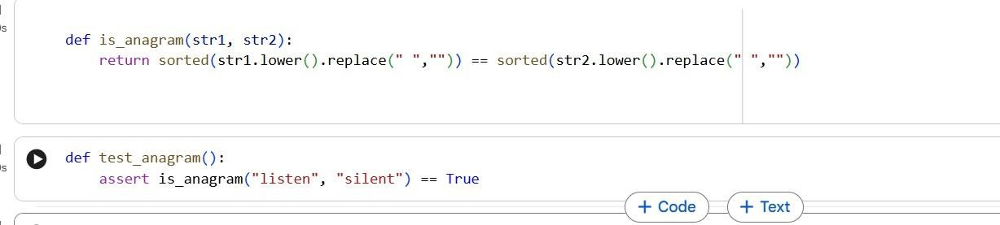 def is_anagram(str1, str2):
return sorted(str1.lower().replace(" ","")) == sorted(str2.lower().replace(" ",""))
def test_anagram():
assert is_anagram("listen", "silent") == True
+ Code + Text